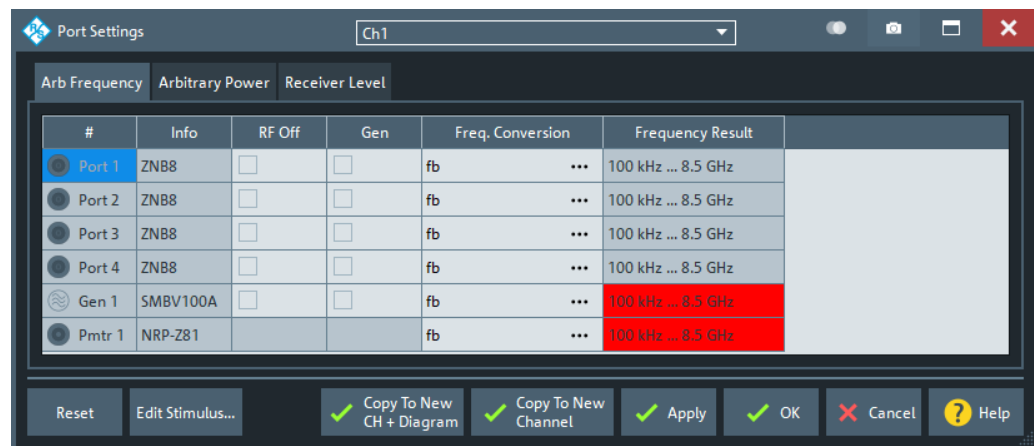 Port Settings
Ch1
Arb Frequency Arbitrary Power Receiver Level
# Info RF Off Gen Freq. Conversion Frequency Result
Port 1 ZNB8 fb ••• 100 kHz ... 8.5 GHz
Port 2 ZNB8 fb ••• 100 kHz ... 8.5 GHz
Port 3 ZNB8 fb ••• 100 kHz ... 8.5 GHz
Port 4 ZNB8 fb ••• 100 kHz ... 8.5 GHz
Gen 1 SMBV100A fb ••• 100 kHz ... 8.5 GHz
Pmtr 1 NRP-Z81 fb ••• 100 kHz ... 8.5 GHz
Reset Edit Stimulus... Copy To New CH + Diagram Copy To New Channel Apply OK Cancel ? Help